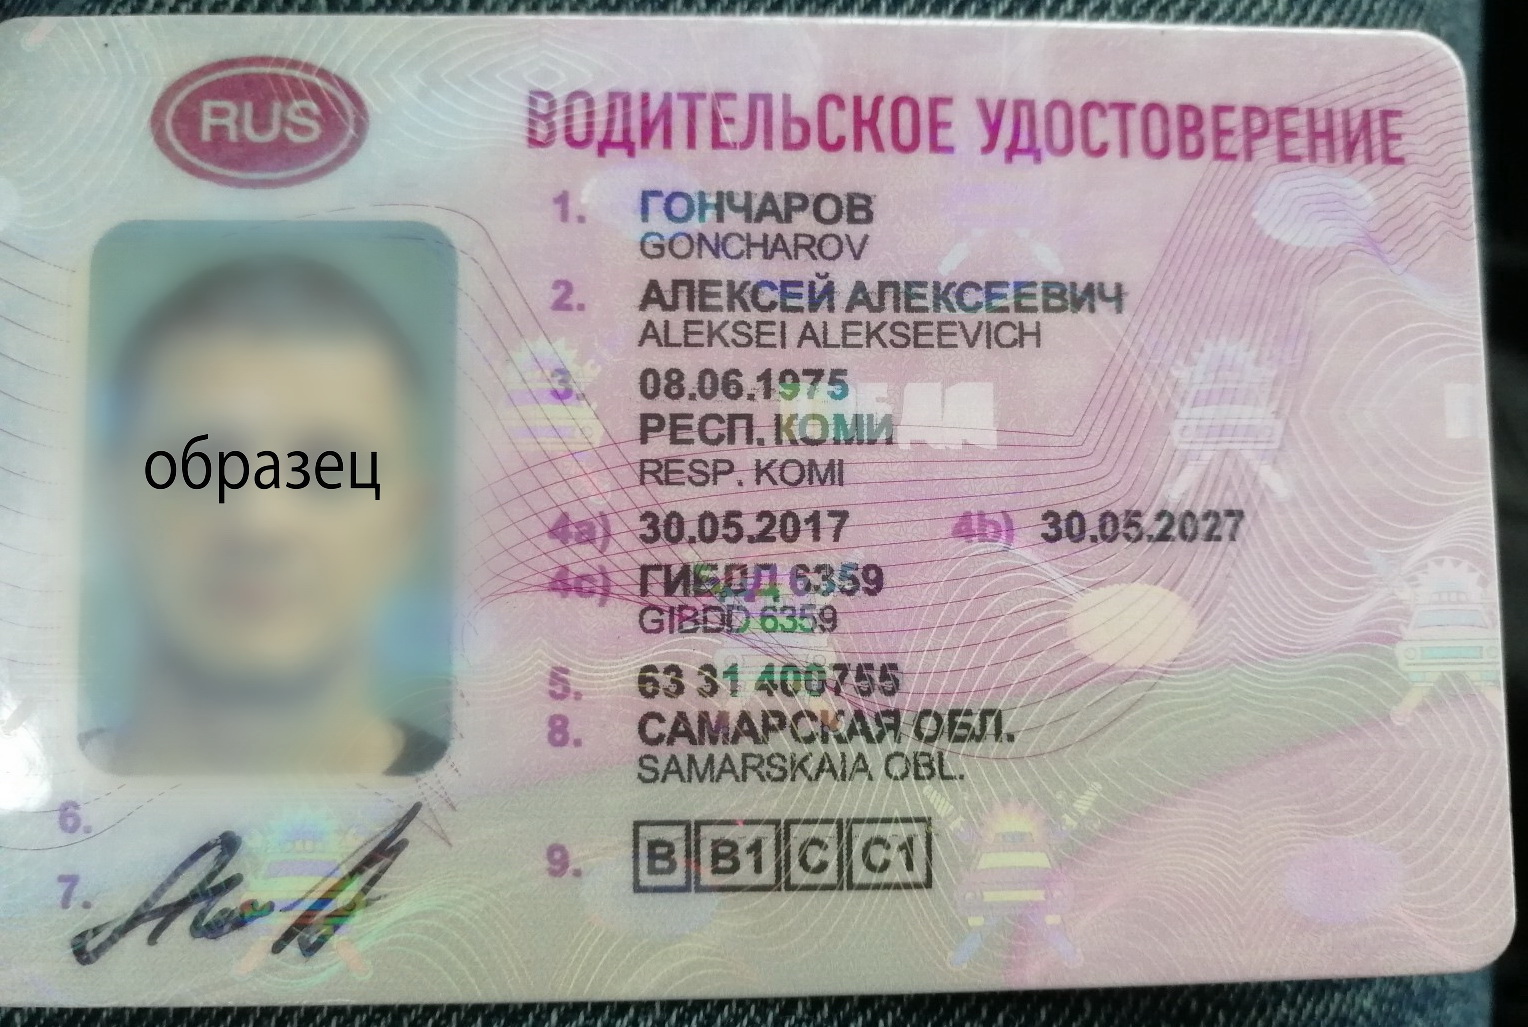 RUS
ВОДИТЕЛЬСКОЕ УДОСТОВЕРЕНИЕ
1. ГОНЧАРОВ
GONCHAROV
2. АЛЕКСЕЙ АЛЕКСЕЕВИЧ
ALEKSEI ALEKSEEVICH
3. 08.06.1975
РЕСП. КОМИ
RESP. KOMI
4a) 30.05.2017 4b) 30.05.2027
4c) ГИБДД 6359
GIBDD 6359
5. 63 31 400755
8. САМАРСКАЯ ОБЛ.
SAMARSKAIA OBL.
9. B B1 C C1
образец
6.
7.